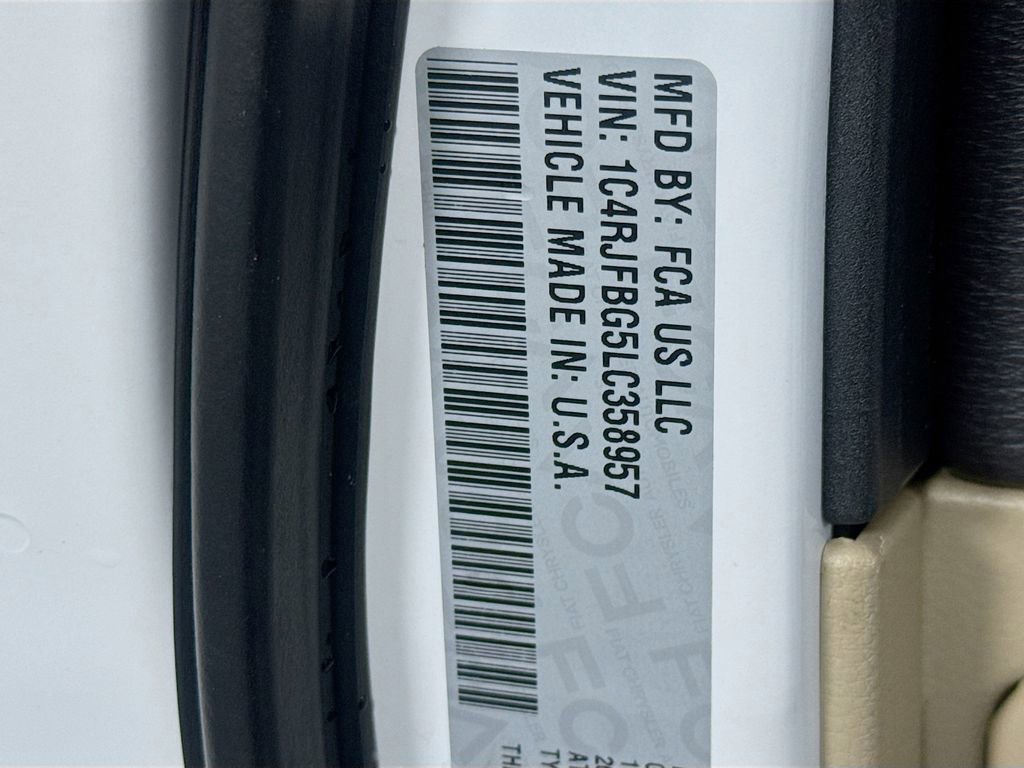 MFD BY: FCA US LLC
VIN: 1C4RJFBG5LC358957
VEHICLE MADE IN: U.S.A.